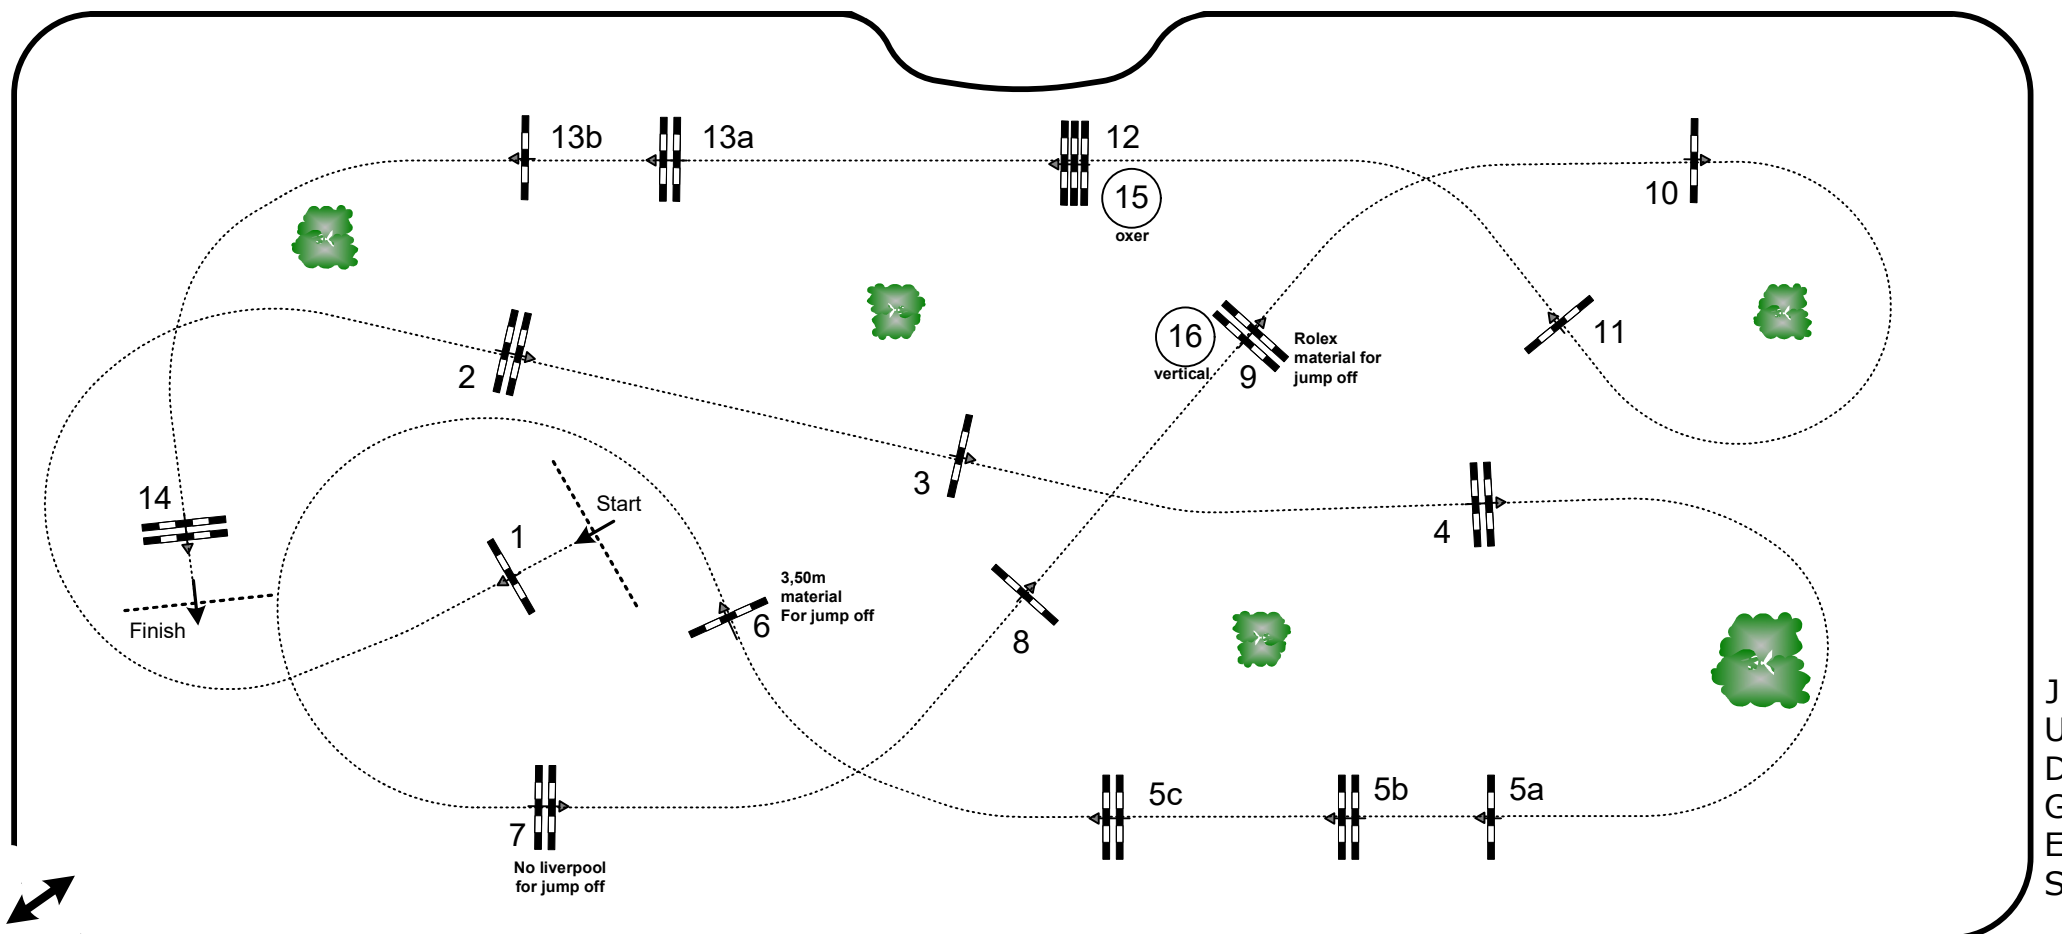 13b
13a
12
15
oxer
10
2
16
vertical
9
Rolex
material for
jump off
11
14
3
4
Start
1
Finish
3,50m
material
For jump off
6
8
7
No liverpool
for jump off
5c
5b
5a
J
U
D
G
E
S